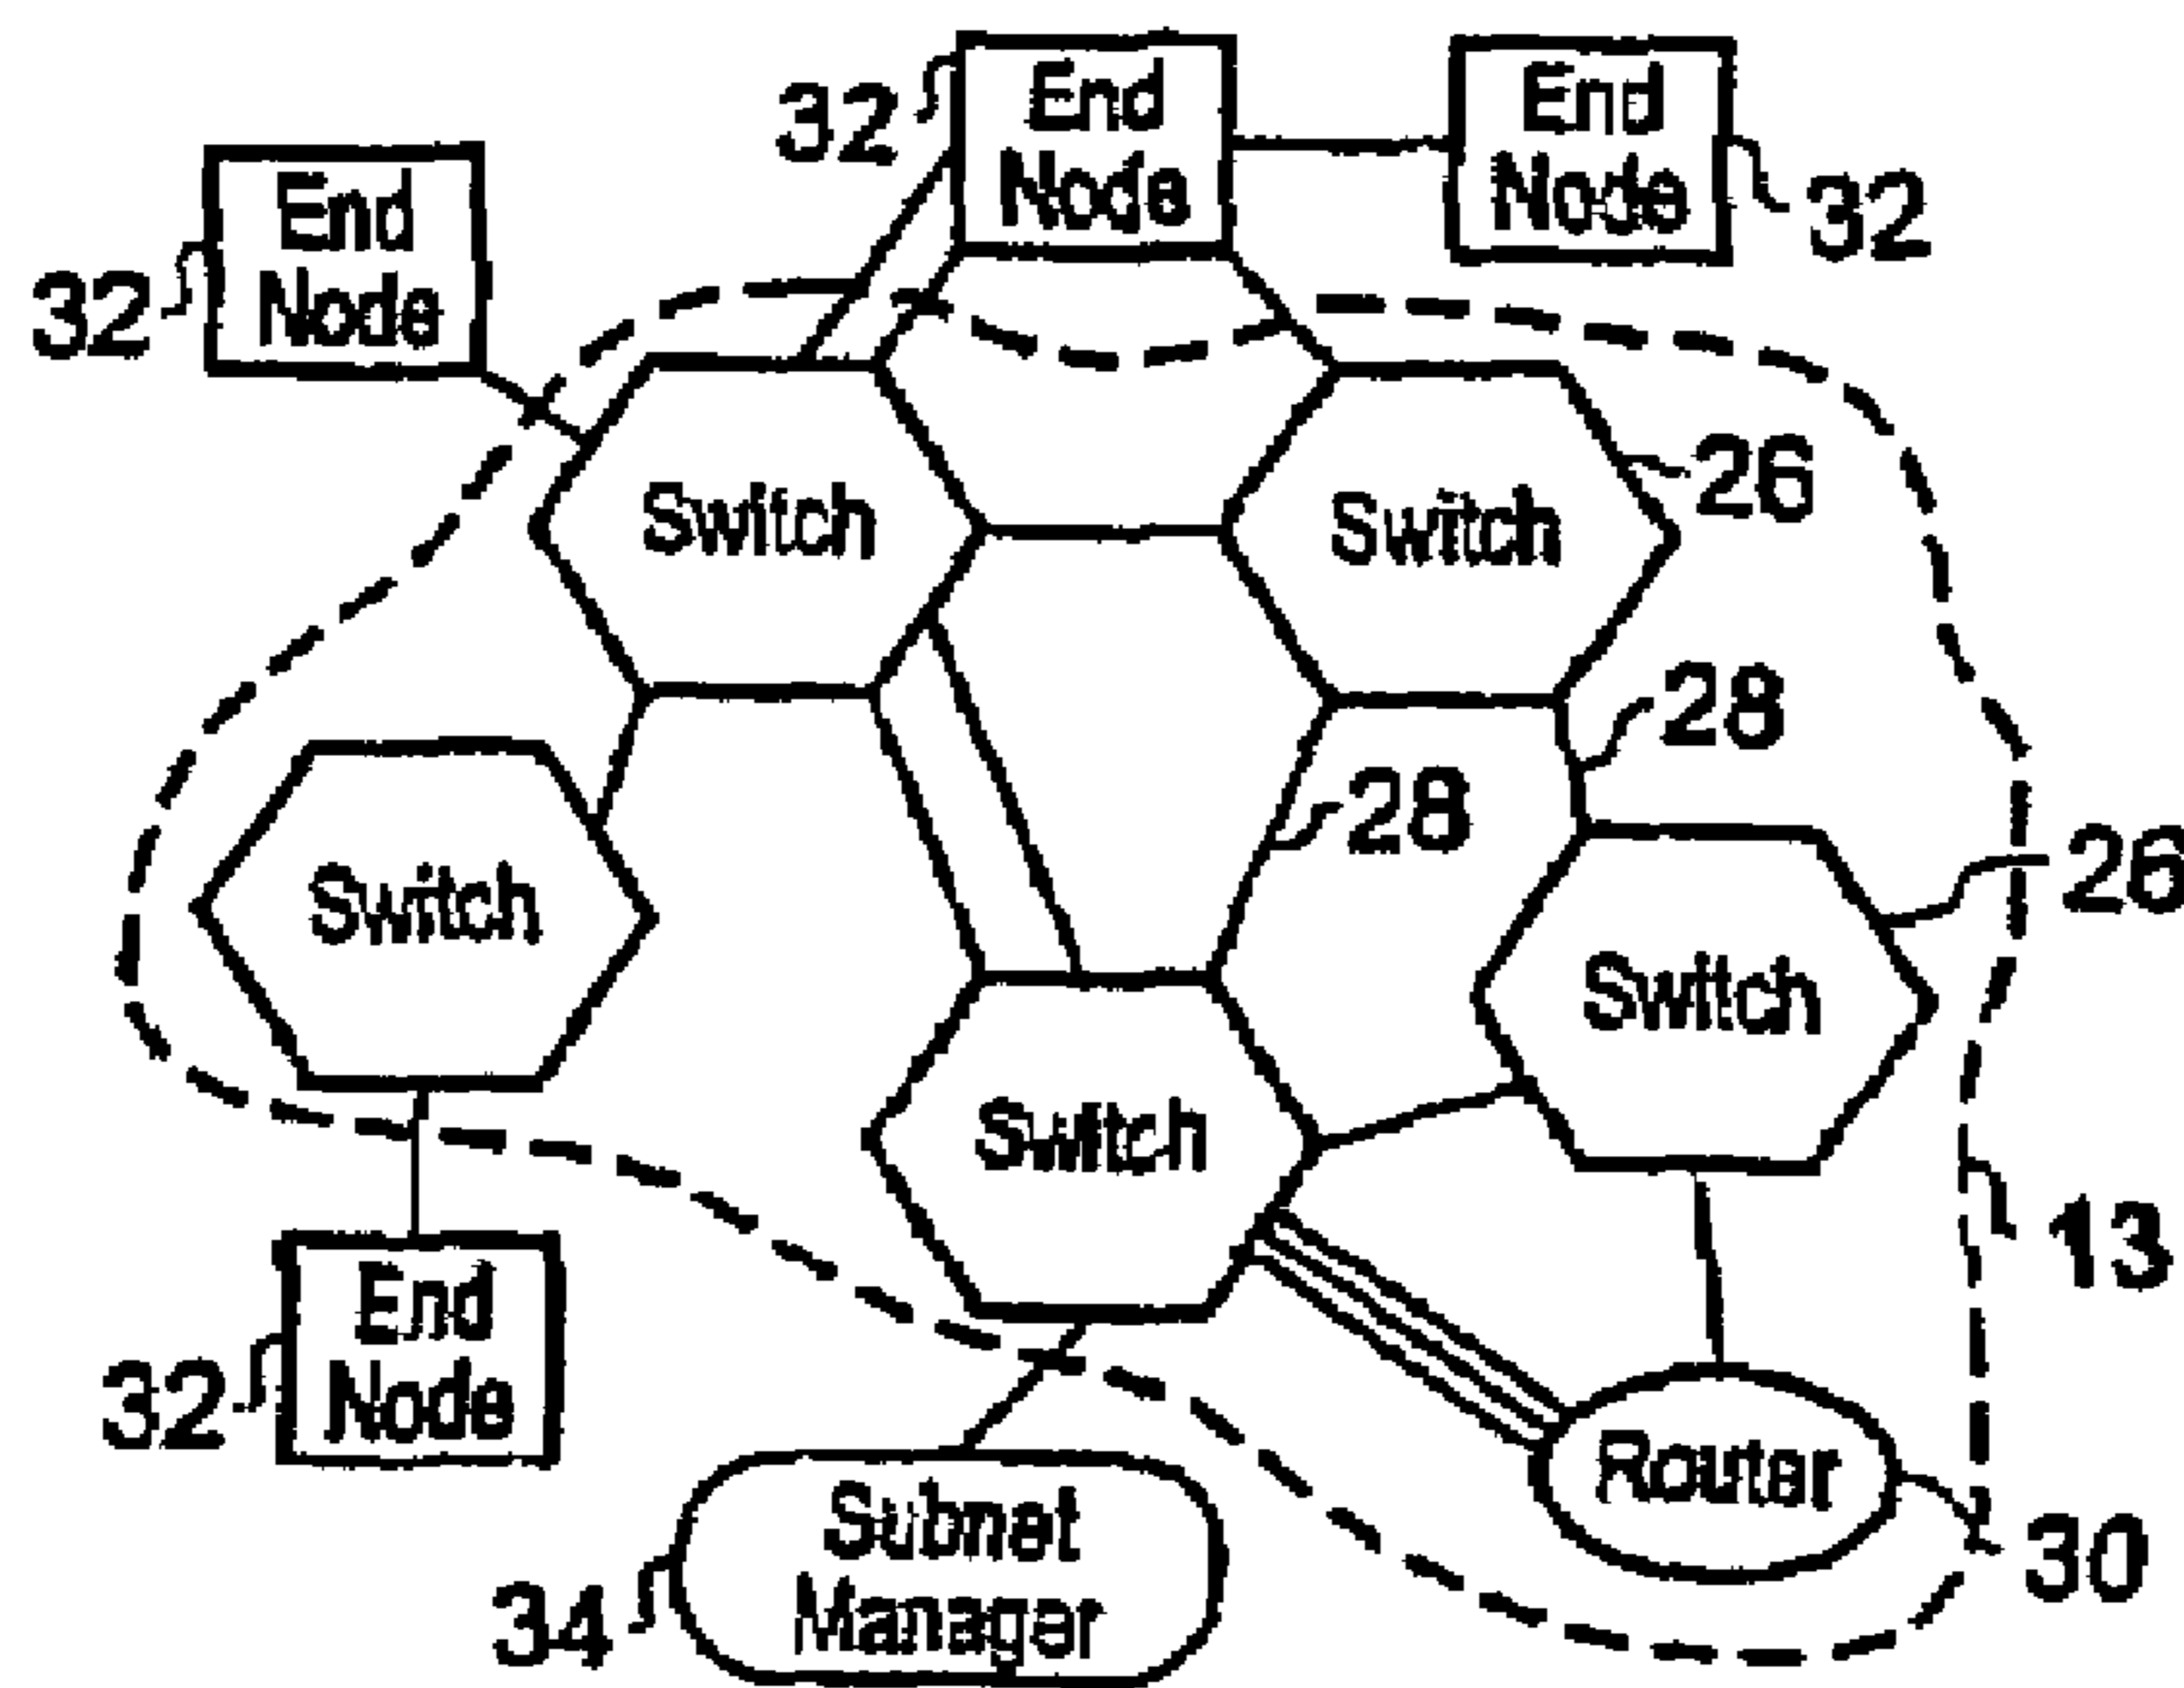 End
Node
32
End
Node
32
End
Node
32
Switch
Switch
26
28
28
Switch
Switch
26
Switch
13
End
Node
32
Router
30
Subnet
Manager
34